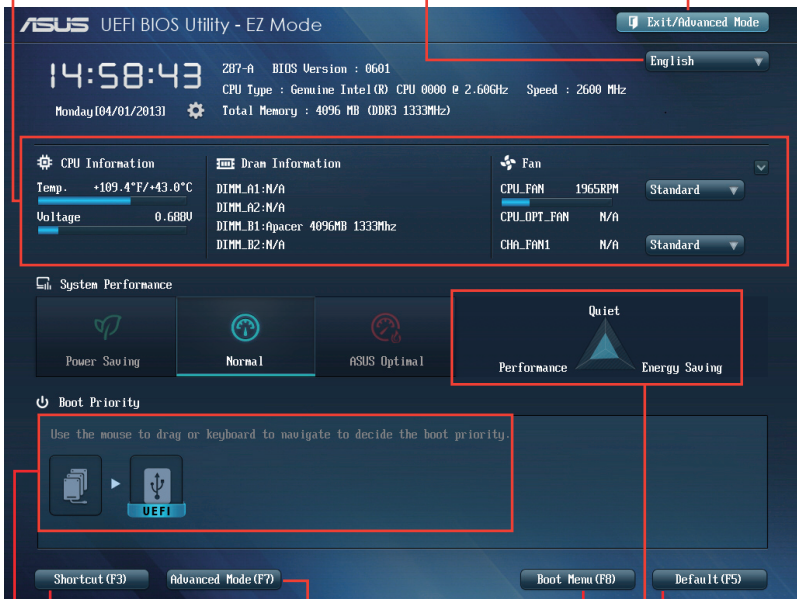 ASUS UEFI BIOS Utility - EZ Mode
Exit/Advanced Mode
English
14:58:43
Monday[04/01/2013]
Z87-A BIOS Version : 0601
CPU Type : Genuine Intel(R) CPU 0000 @ 2.60GHz Speed : 2600 MHz
Total Memory : 4096 MB (DDR3 1333MHz)
CPU Information
Temp. +109.4°F/+43.0°C
Voltage 0.688V
Dram Information
DIMM_A1:N/A
DIMM_A2:N/A
DIMM_B1:Apacer 4096MB 1333Mhz
DIMM_B2:N/A
Fan
CPU_FAN 1965RPM Standard
CPU_OPT_FAN N/A
CHA_FAN1 N/A Standard
System Performance
Power Saving
Normal
ASUS Optimal
Quiet
Performance
Energy Saving
Boot Priority
Use the mouse to drag or keyboard to navigate to decide the boot priority.
UEFI
Shortcut(F3)
Advanced Mode(F7)
Boot Menu(F8)
Default(F5)